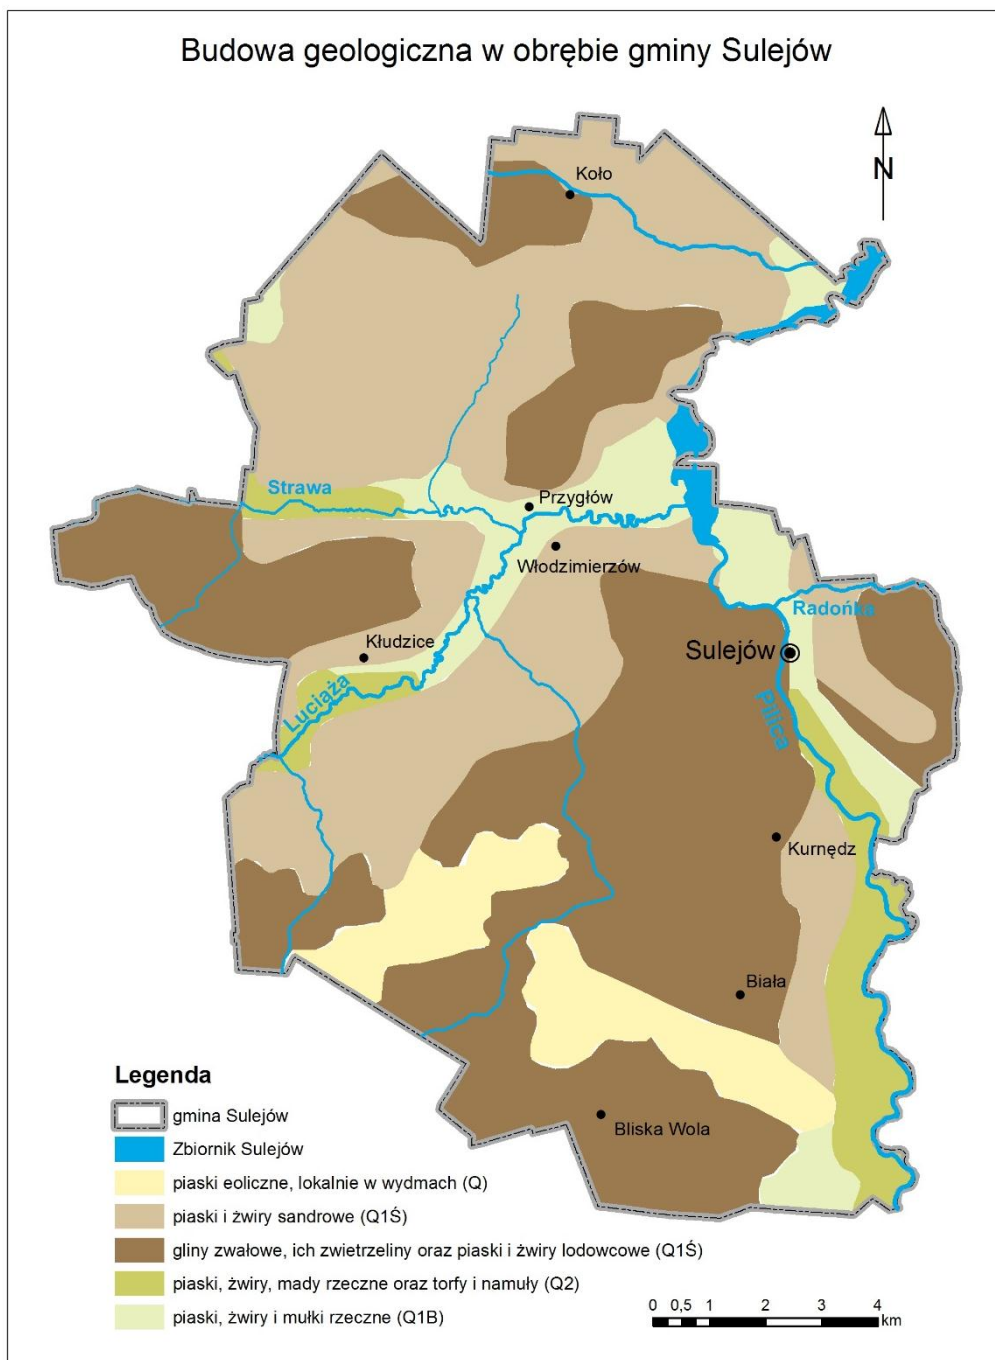 Budowa geologiczna w obrębie gminy Sulejów
N
Koło
Strawa
Przygłów
Włodzimierzów
Radońka
Kłudzice
Sulejów
Luciąża
Pilica
Kurnędz
Biała
Bliska Wola
Legenda
gmina Sulejów
Zbiornik Sulejów
piaski eoliczne, lokalnie w wydmach (Q)
piaski i żwiry sandrowe (Q1Ś)
gliny zwałowe, ich zwietrzeliny oraz piaski i żwiry lodowcowe (Q1Ś)
piaski, żwiry, mady rzeczne oraz torfy i namuły (Q2)
piaski, żwiry i mułki rzeczne (Q1B)
0 0,5 1 2 3 4
km